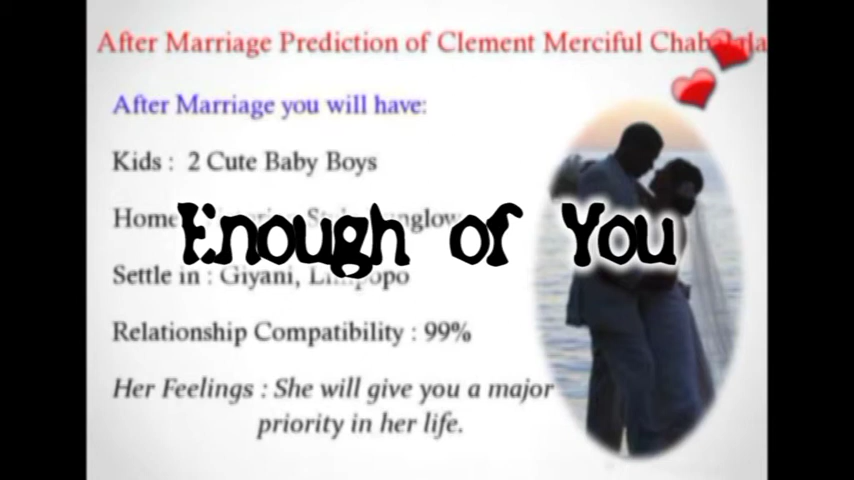 After Marriage Prediction of Clement Merciful
After Marriage you will have:
Kids : 2 Cute Baby Boys
Home
Enough of You
Settle in : Giyani,
Relationship Compatibility : 99%
Her Feelings : She will give you a major
priority in her life.